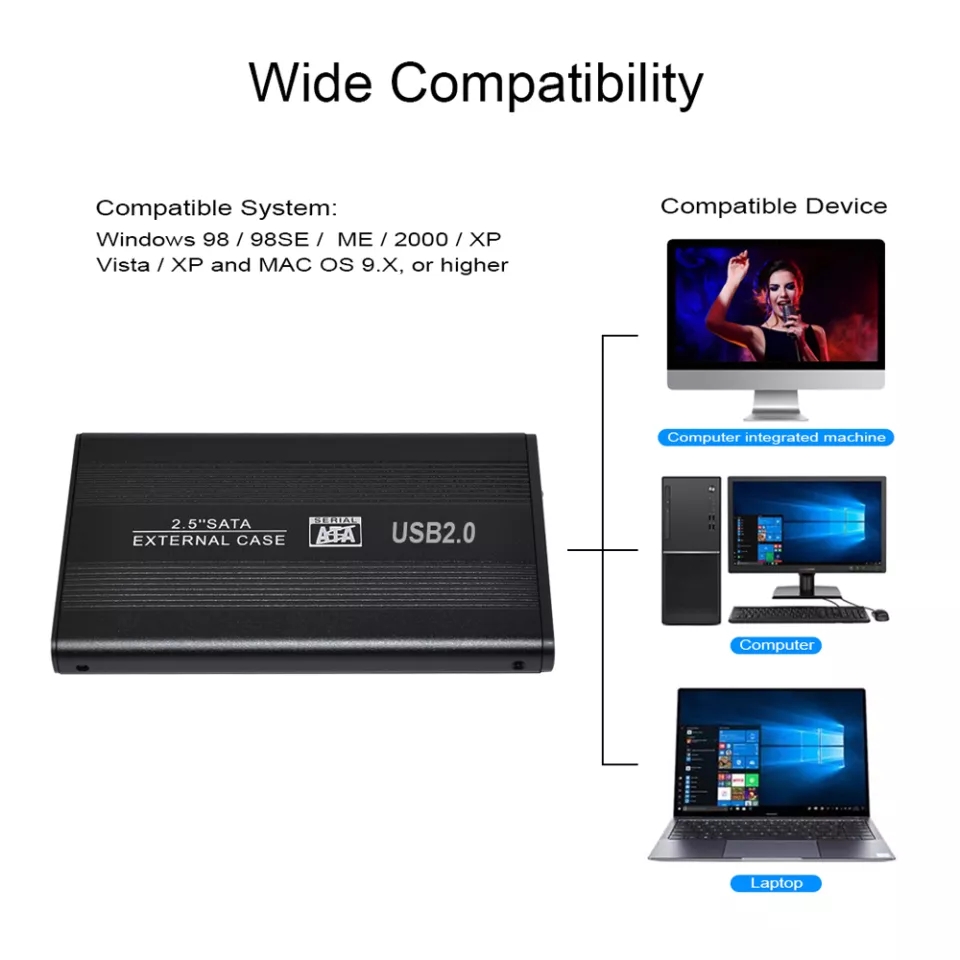 Wide Compatibility
Compatible System:
Windows 98 / 98SE / ME / 2000 / XP
Vista / XP and MAC OS 9.X, or higher
Compatible Device
Computer integrated machine
2.5"SATA
EXTERNAL CASE
SERIAL
ATA
USB2.0
Computer
Laptop